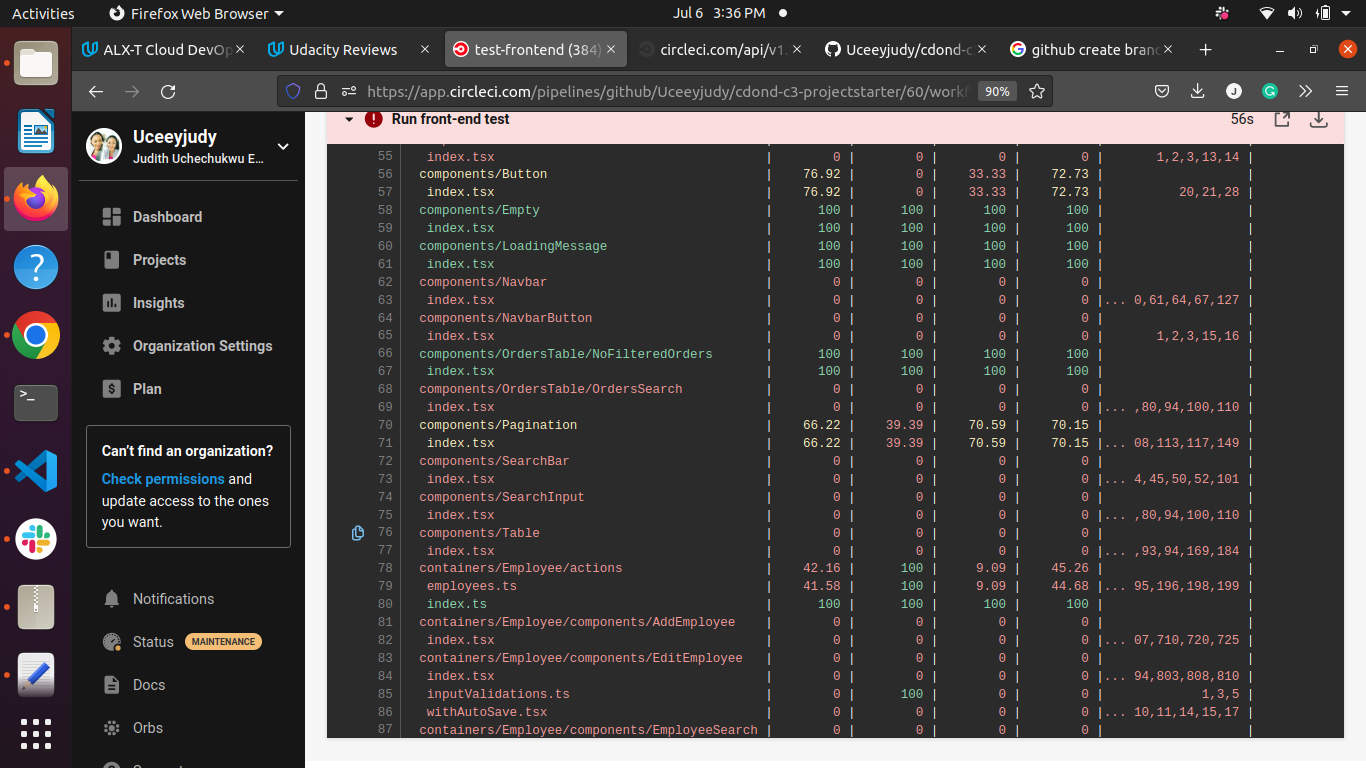 Activities Firefox Web Browser Jul 6 3:36 PM
ALX-T Cloud DevOp Udacity Reviews test-frontend (384) circleci.com/api/v1. Uceeyjudy/cdond-c github create branc
https://app.circleci.com/pipelines/github/Uceeyjudy/cdond-c3-projectstarter/60/workf 90%
Uceeyjudy
Judith Uchechukwu E...
Dashboard
Projects
Insights
Organization Settings
Plan
Can't find an organization?
Check permissions and
update access to the ones
you want.
Notifications
Status MAINTENANCE
Docs
Orbs
Run front-end test 56s
55 index.tsx | 0 | 0 | 0 | 0 | 1,2,3,13,14 |
56 components/Button | 76.92 | 0 | 33.33 | 72.73 | |
57 index.tsx | 76.92 | 0 | 33.33 | 72.73 | 20,21,28 |
58 components/Empty | 100 | 100 | 100 | 100 | |
59 index.tsx | 100 | 100 | 100 | 100 | |
60 components/LoadingMessage | 100 | 100 | 100 | 100 | |
61 index.tsx | 100 | 100 | 100 | 100 | |
62 components/Navbar | 0 | 0 | 0 | 0 | |
63 index.tsx | 0 | 0 | 0 | 0 |... 0,61,64,67,127 |
64 components/NavbarButton | 0 | 0 | 0 | 0 | |
65 index.tsx | 0 | 0 | 0 | 0 | 1,2,3,15,16 |
66 components/OrdersTable/NoFilteredOrders | 100 | 100 | 100 | 100 | |
67 index.tsx | 100 | 100 | 100 | 100 | |
68 components/OrdersTable/OrdersSearch | 0 | 0 | 0 | 0 | |
69 index.tsx | 0 | 0 | 0 | 0 |... ,80,94,100,110 |
70 components/Pagination | 66.22 | 39.39 | 70.59 | 70.15 | |
71 index.tsx | 66.22 | 39.39 | 70.59 | 70.15 |... 08,113,117,149 |
72 components/SearchBar | 0 | 0 | 0 | 0 | |
73 index.tsx | 0 | 0 | 0 | 0 |... 4,45,50,52,101 |
74 components/SearchInput | 0 | 0 | 0 | 0 | |
75 index.tsx | 0 | 0 | 0 | 0 |... ,80,94,100,110 |
76 components/Table | 0 | 0 | 0 | 0 | |
77 index.tsx | 0 | 0 | 0 | 0 |... ,93,94,169,184 |
78 containers/Employee/actions | 42.16 | 100 | 9.09 | 45.26 | |
79 employees.ts | 41.58 | 100 | 9.09 | 44.68 |... 95,196,198,199 |
80 index.ts | 100 | 100 | 100 | 100 | |
81 containers/Employee/components/AddEmployee | 0 | 0 | 0 | 0 | |
82 index.tsx | 0 | 0 | 0 | 0 |... 07,710,720,725 |
83 containers/Employee/components/EditEmployee | 0 | 0 | 0 | 0 | |
84 index.tsx | 0 | 0 | 0 | 0 |... 94,803,808,810 |
85 inputValidations.ts | 0 | 100 | 0 | 0 | 1,3,5 |
86 withAutoSave.tsx | 0 | 0 | 0 | 0 |... 10,11,14,15,17 |
87 containers/Employee/components/EmployeeSearch | 0 | 0 | 0 | 0 | |